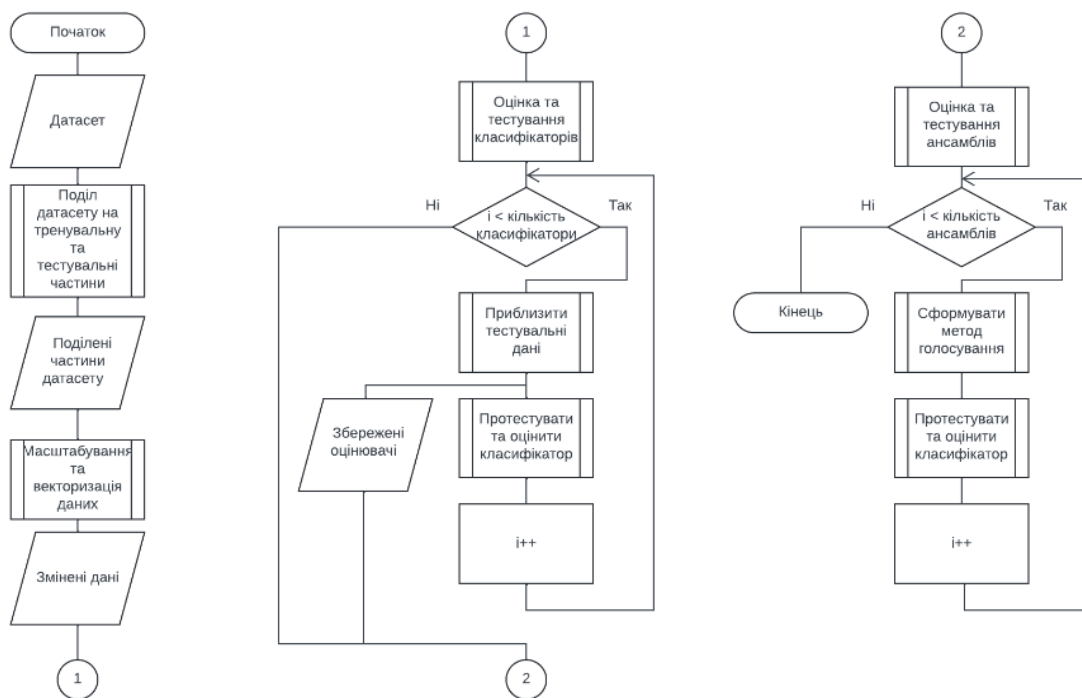 Початок
Датасет
Поділ
датасету на
тренувальну
та
тестувальні
частини
Поділені
частини
датасету
Масштабування
та
векторизація
даних
Змінені дані
1
1
Оцінка та
тестування
класифікаторів
Ні
Так
i < кількість
класифікатори
Приблизити
тестувальні
дані
Збережені
оцінювачі
Протестувати
та оцінити
класифікатор
i++
2
2
Оцінка та
тестування
ансамблів
Ні
Так
i < кількість
ансамблів
Кінець
Сформувати
метод
голосування
Протестувати
та оцінити
класифікатор
i++